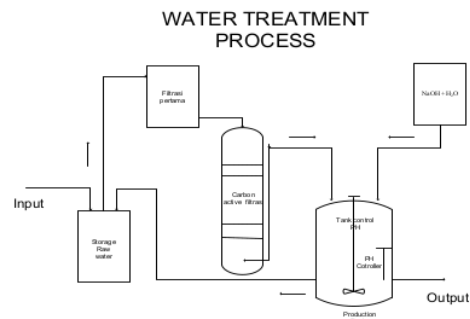 WATER TREATMENT
PROCESS
Filtrasi
pertama
NaOH + H2O
Carbon
active filtras
Input
Storage
Raw
water
Tank control
PH
PH
Cotroller
Output
Production